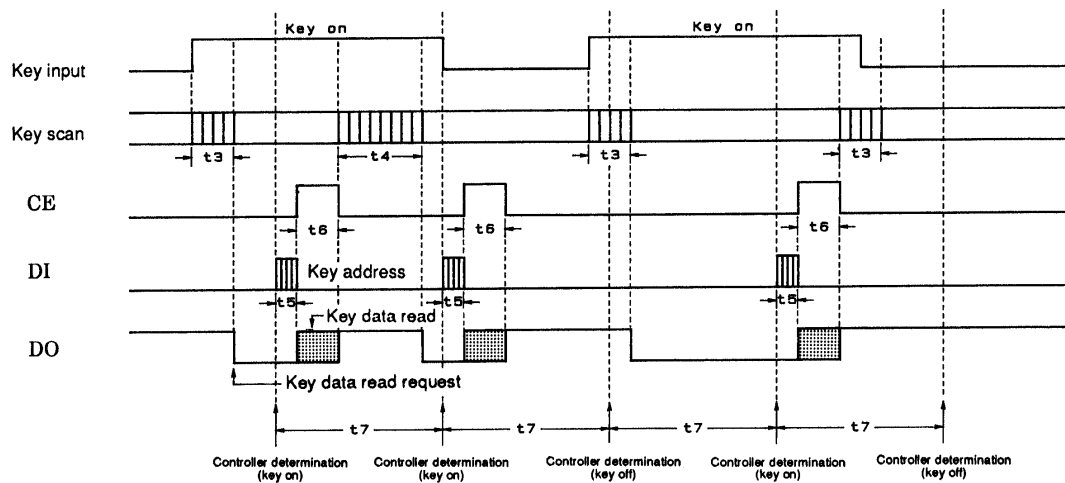 Key on
Key on
Key input
Key scan
t3
t4
t3
t3
CE
t6
t6
t6
DI
Key address
t5
t5
t5
Key data read
DO
Key data read request
t7
t7
t7
t7
Controller determination
(key on)
Controller determination
(key on)
Controller determination
(key off)
Controller determination
(key on)
Controller determination
(key off)